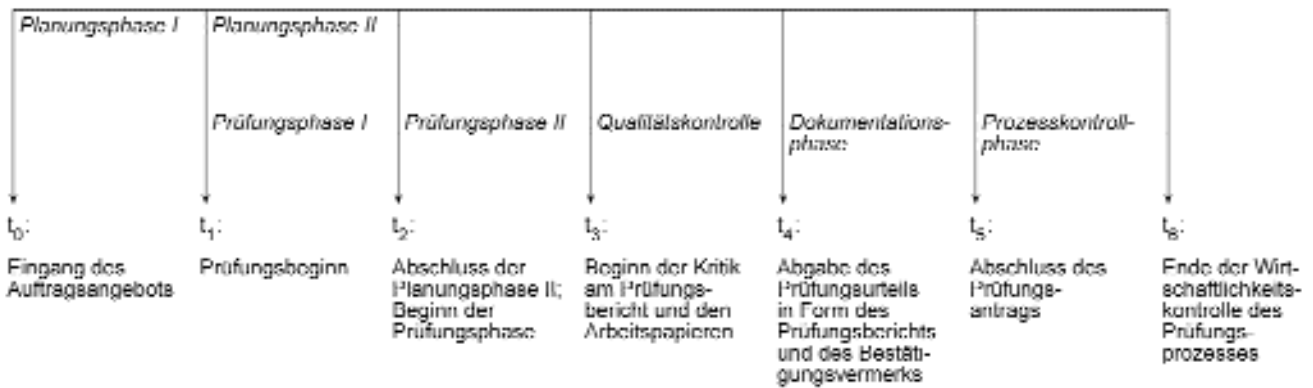 Planungsphase I
Planungsphase II
Prüfungsphase I
Prüfungsphase II
Qualitätskontrolle
Dokumentations-
phase
Prozesskontroll-
phase
t0:
Eingang des
Auftragsangebots
t1:
Prüfungsbeginn
t2:
Abschluss der
Planungsphase II;
Beginn der
Prüfungsphase
t3:
Beginn der Kritik
am Prüfungs-
bericht und den
Arbeitspapieren
t4:
Abgabe des
Prüfungsurteils
in Form des
Prüfungsberichts
und des Bestäti-
gungsvermerks
t5:
Abschluss des
Prüfungs-
antrags
t6:
Ende der Wirt-
schaftlichkeits-
kontrolle des
Prüfungs-
prozesses